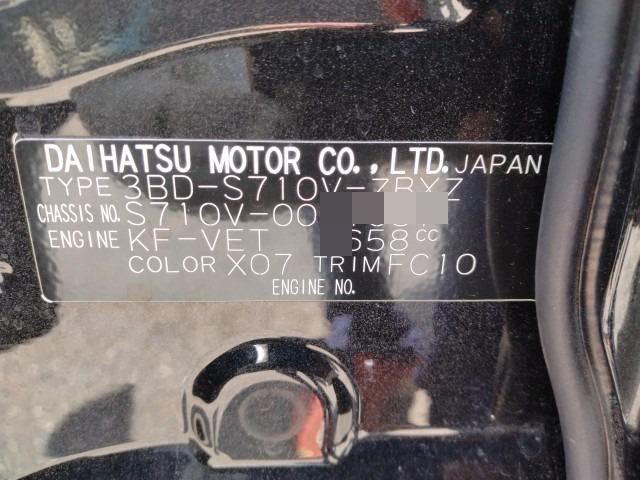 DAIHATSU MOTOR CO., LTD. JAPAN
TYPE 3BD-S710V-ZBXZ
CHASSIS NO. S710V-00
ENGINE KF-VET 658cc
COLOR X07 TRIM FC10
ENGINE NO.